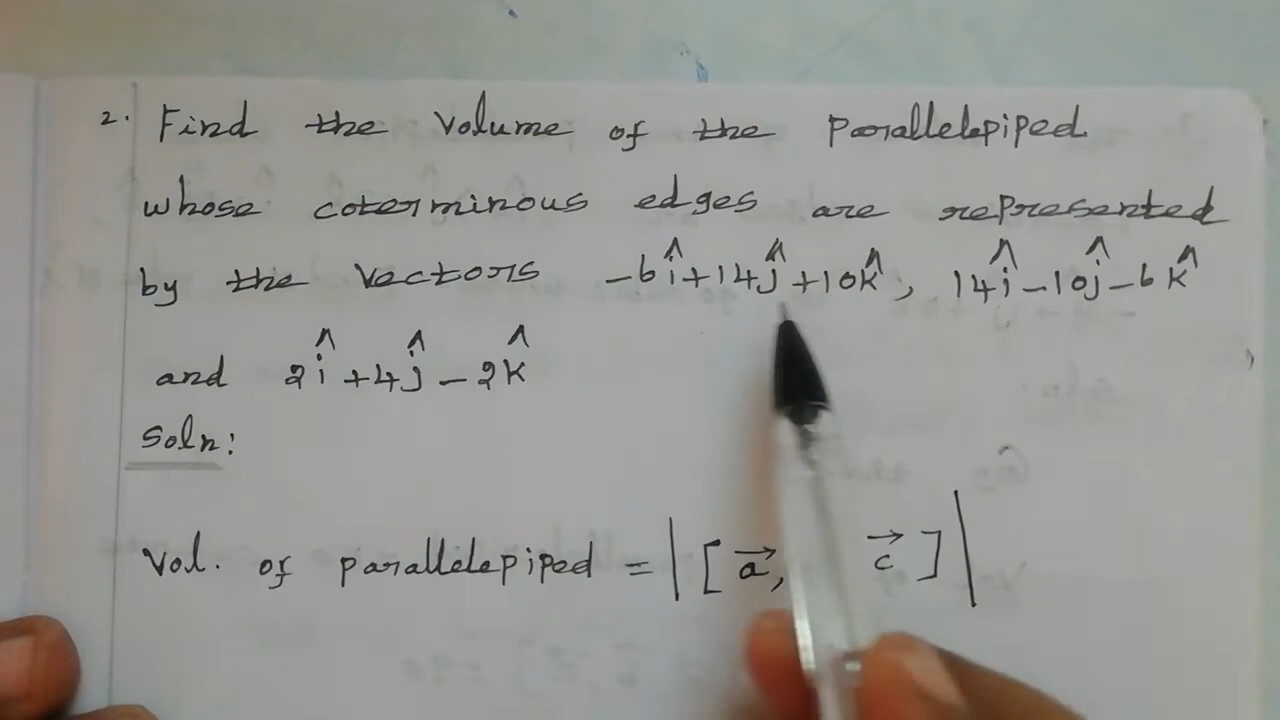 2. Find the volume of the parallelepiped
whose coterminous edges are represented
by the vectors -6î+14ĵ+10k̂, 14î-10ĵ-6k̂
and 2î+4ĵ-2k̂
Soln:
Vol. of parallelepiped = |[a⃗, c⃗]|